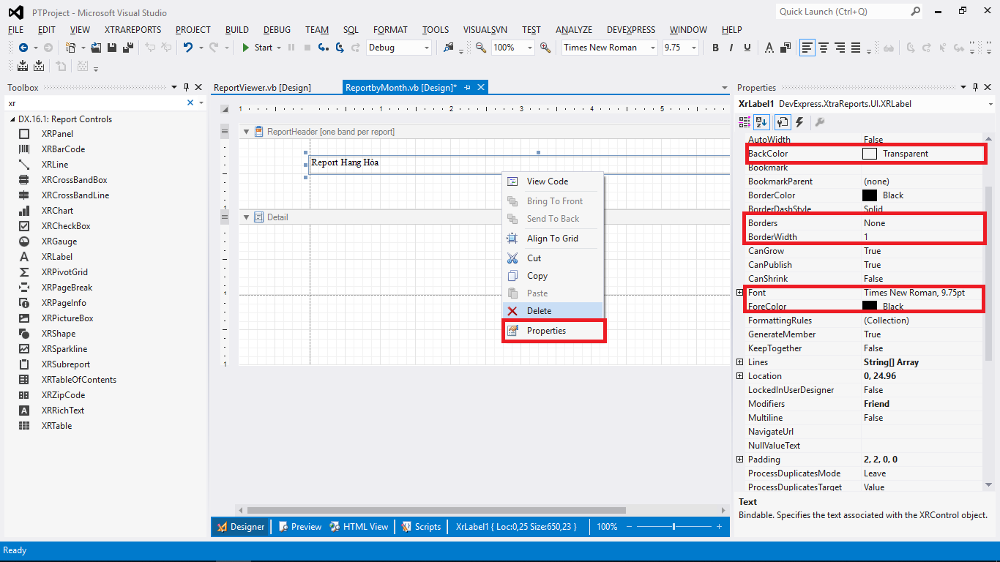 PTProject - Microsoft Visual Studio
Quick Launch (Ctrl+Q)
FILE EDIT VIEW XTRAREPORTS PROJECT BUILD DEBUG TEAM SQL FORMAT TOOLS VISUALSVN TEST ANALYZE DEVEXPRESS WINDOW HELP
Start Debug 100% Times New Roman 9.75 B I U A
Toolbox
xr
DX.16.1: Report Controls
XRPanel
XRBarCode
XRLine
XRCrossBandBox
XRCrossBandLine
XRChart
XRCheckBox
XRGauge
XRLabel
XRPivotGrid
XRPageBreak
XRPageInfo
XRPictureBox
XRShape
XRSparkline
XRSubreport
XRTableOfContents
XRZipCode
XRRichText
XRTable
ReportViewer.vb [Design]
ReportbyMonth.vb [Design]*
1 1 2 3 4 5
ReportHeader [one band per report]
Report Hang Hóa
1
Detail
1
1
View Code
Bring To Front
Send To Back
Align To Grid
Cut
Copy
Paste
Delete
Properties
Designer Preview HTML View Scripts XrLabel1 { Loc:0,25 Size:650,23 } 100%
Properties
XrLabel1 DevExpress.XtraReports.UI.XRLabel
AutoWidth False
BackColor Transparent
Bookmark
BookmarkParent (none)
BorderColor Black
BorderDashStyle Solid
Borders None
BorderWidth 1
CanGrow True
CanPublish True
CanShrink False
Font Times New Roman, 9.75pt
ForeColor Black
FormattingRules (Collection)
GenerateMember True
KeepTogether False
Lines String[] Array
Location 0, 24.96
LockedInUserDesigner False
Modifiers Friend
Multiline False
NavigateUrl
NullValueText
Padding 2, 2, 0, 0
ProcessDuplicatesMode Leave
ProcessDuplicatesTarget Value
Text
Bindable. Specifies the text associated with the XRControl object.
Ready